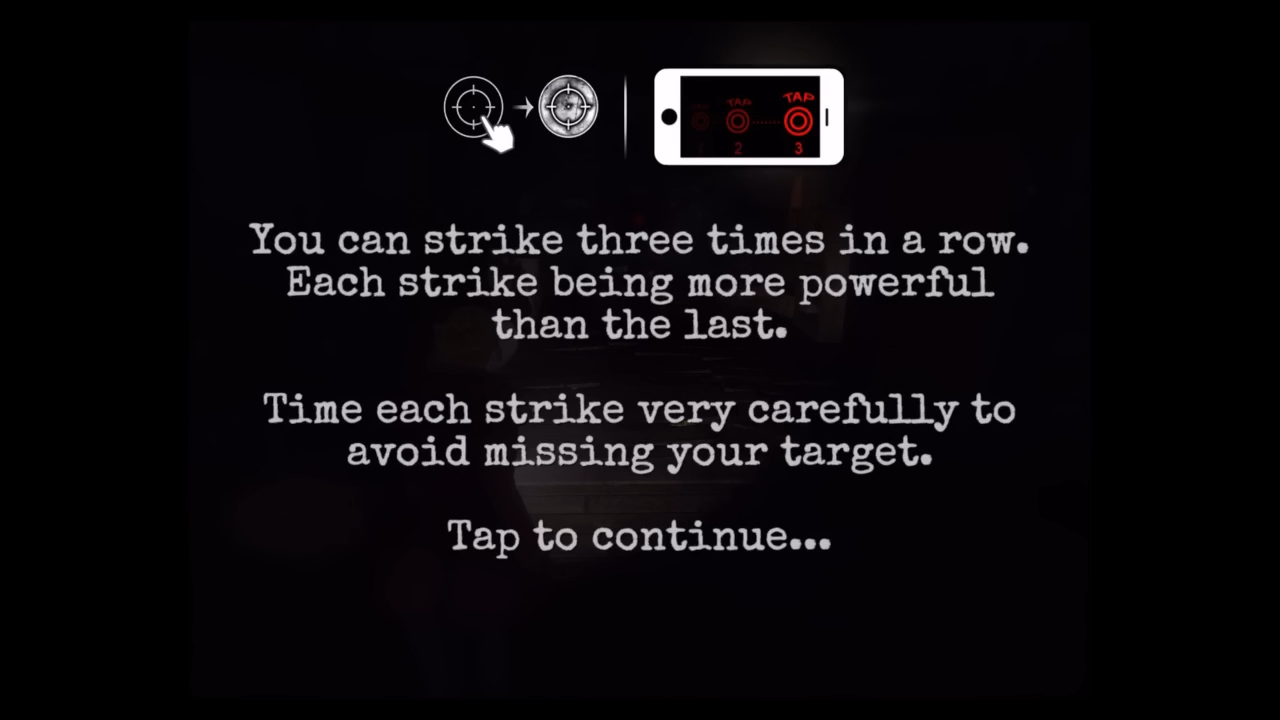 TAP TAP
2 3
You can strike three times in a row.
Each strike being more powerful
than the last.
Time each strike very carefully to
avoid missing your target.
Tap to continue...